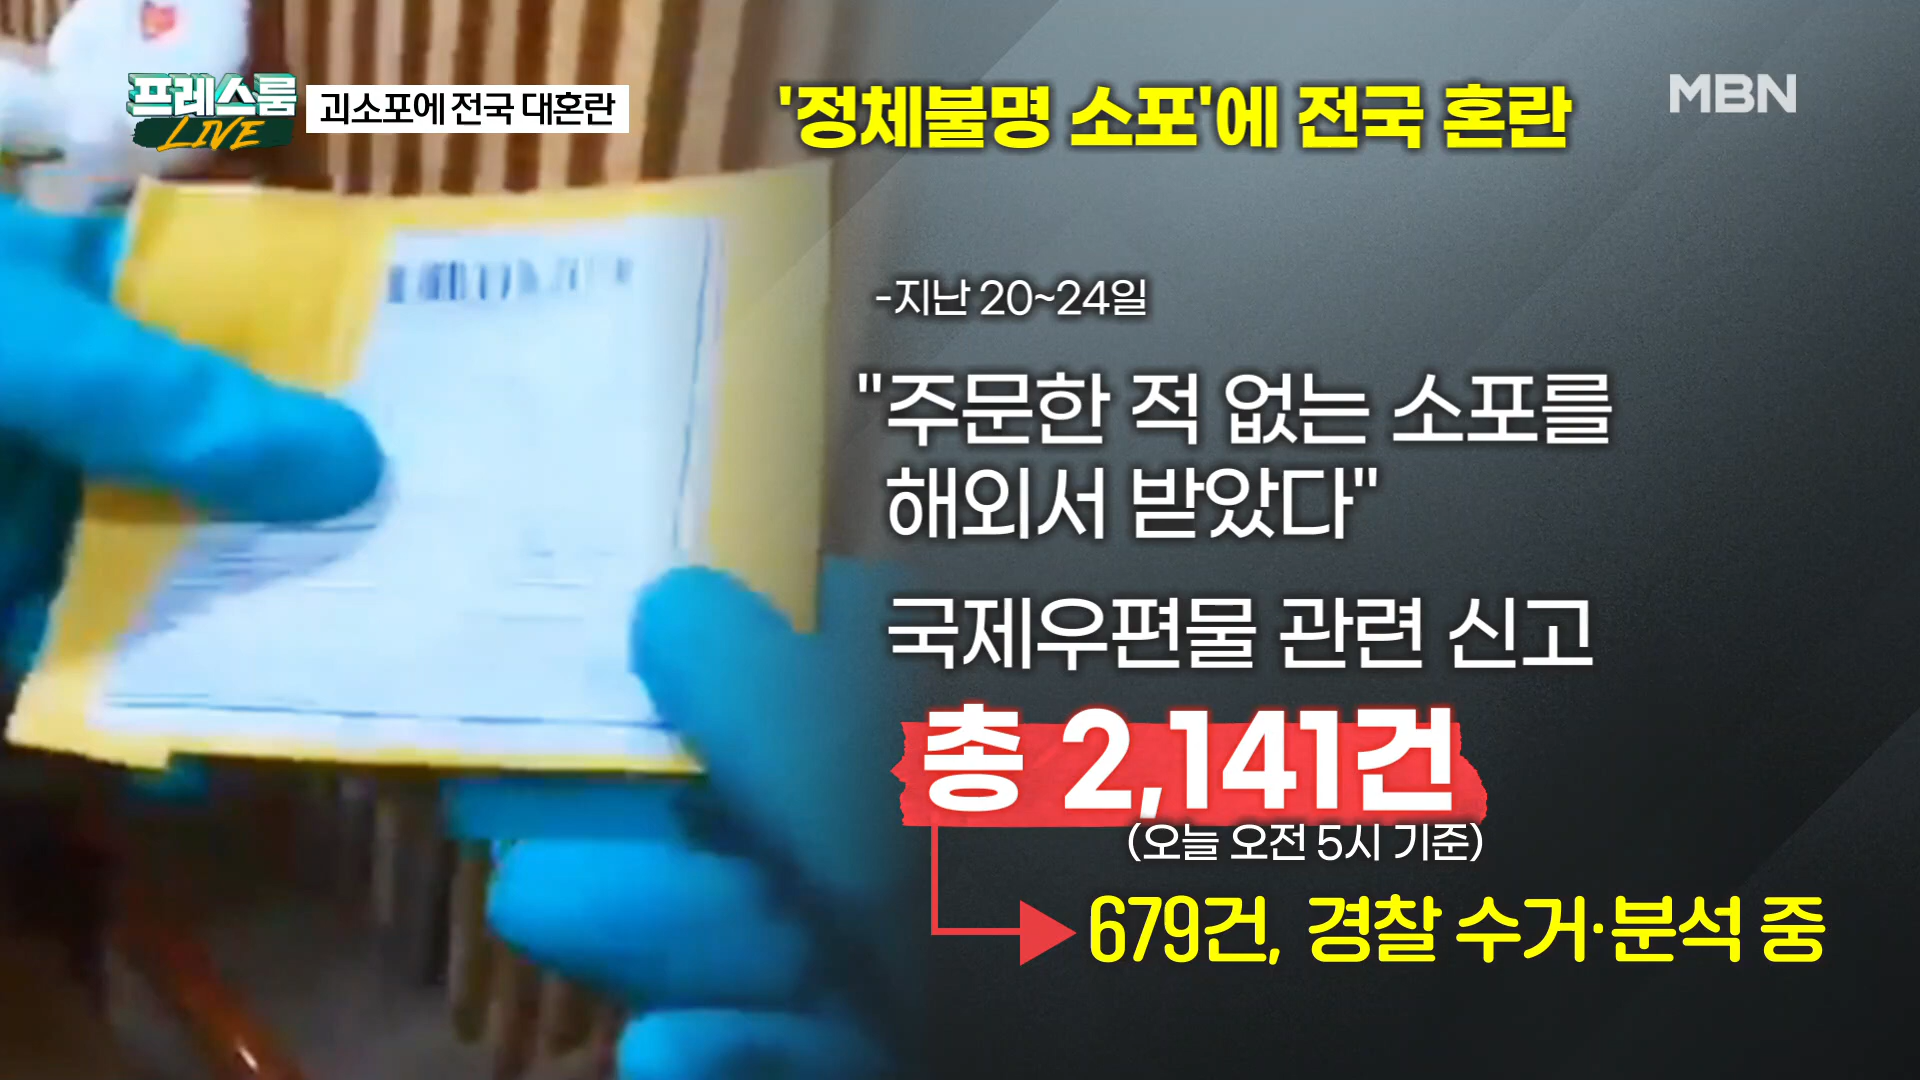 프레스룸
LIVE
괴소포에 전국 대혼란
'정체불명 소포'에 전국 혼란
MBN
-지난 20~24일
"주문한 적 없는 소포를
해외서 받았다"
국제우편물 관련 신고
총 2,141건
(오늘 오전 5시 기준)
679건, 경찰 수거·분석 중